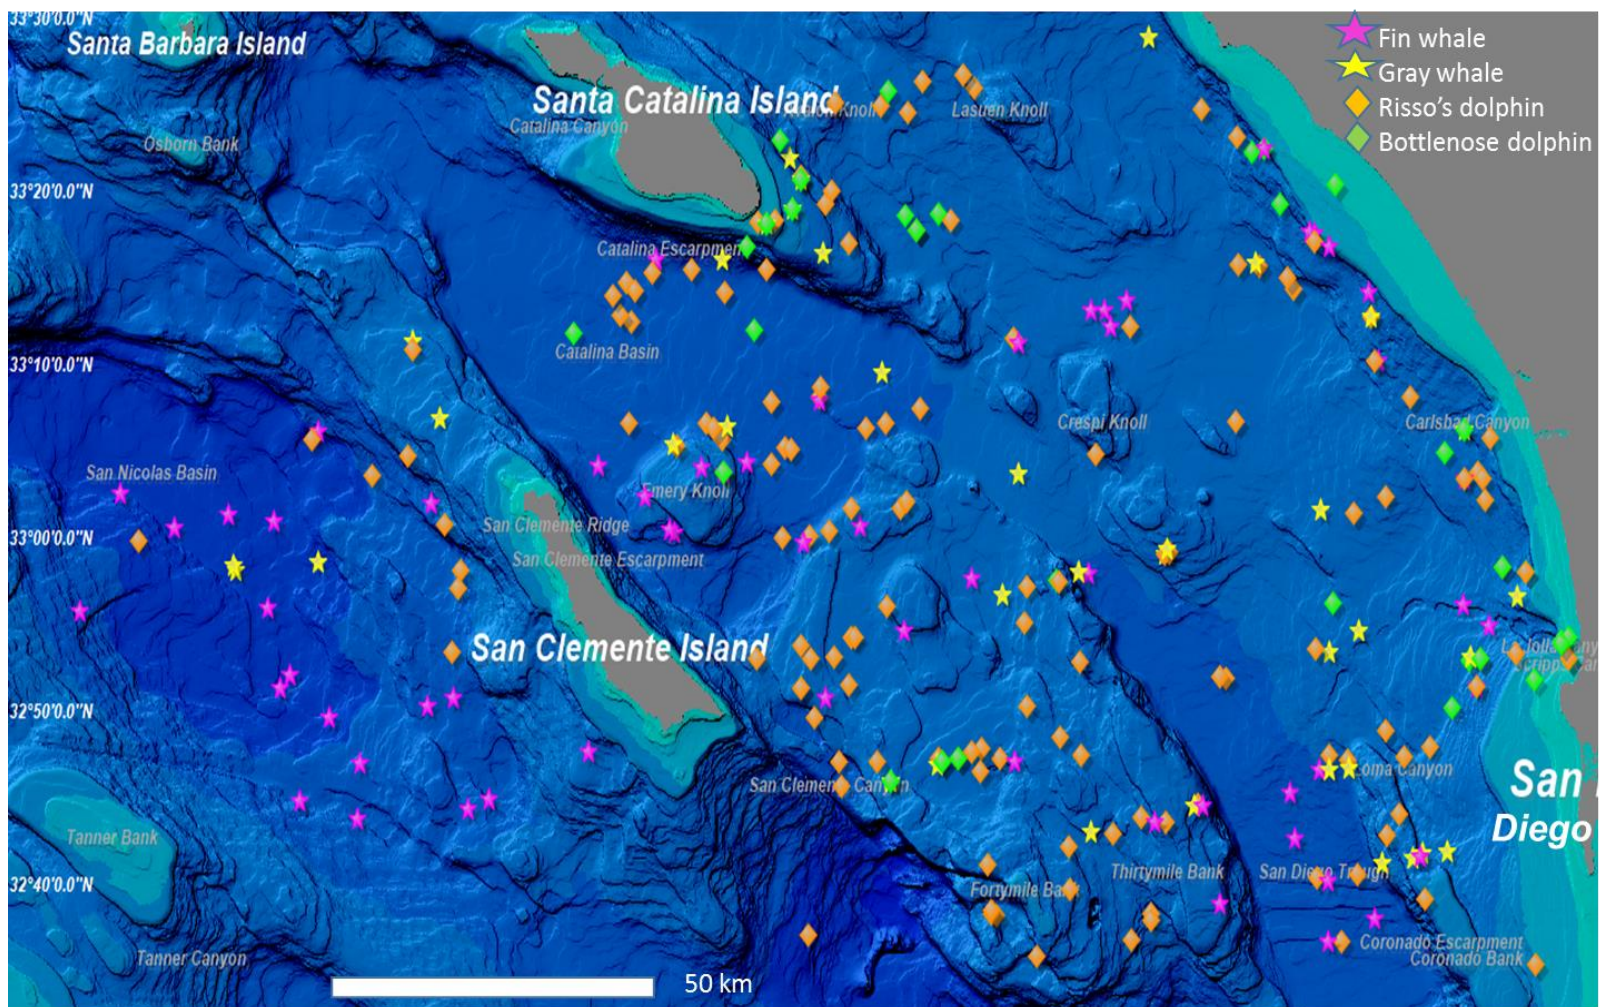 33°30'0.0"N
Santa Barbara Island
Fin whale
Gray whale
Risso's dolphin
Bottlenose dolphin
Santa Catalina Island
Knoll
Lasuen Knoll
Catalina Canyon
Osborn Bank
33°20'0.0"N
Catalina Escarpment
Catalina Basin
33°10'0.0"N
Crespi Knoll
Carlsbad Canyon
San Nicolas Basin
Emery Knoll
San Clemente Ridge
33°00'0.0"N
San Clemente Escarpment
San Clemente Island
32°50'0.0"N
Loma Canyon
San Clemente Canyon
San
Diego
Tanner Bank
Thirtymile Bank
San Diego Trough
32°40'0.0"N
Fortymile Bank
Coronado Escarpment
Coronado Bank
Tanner Canyon
50 km